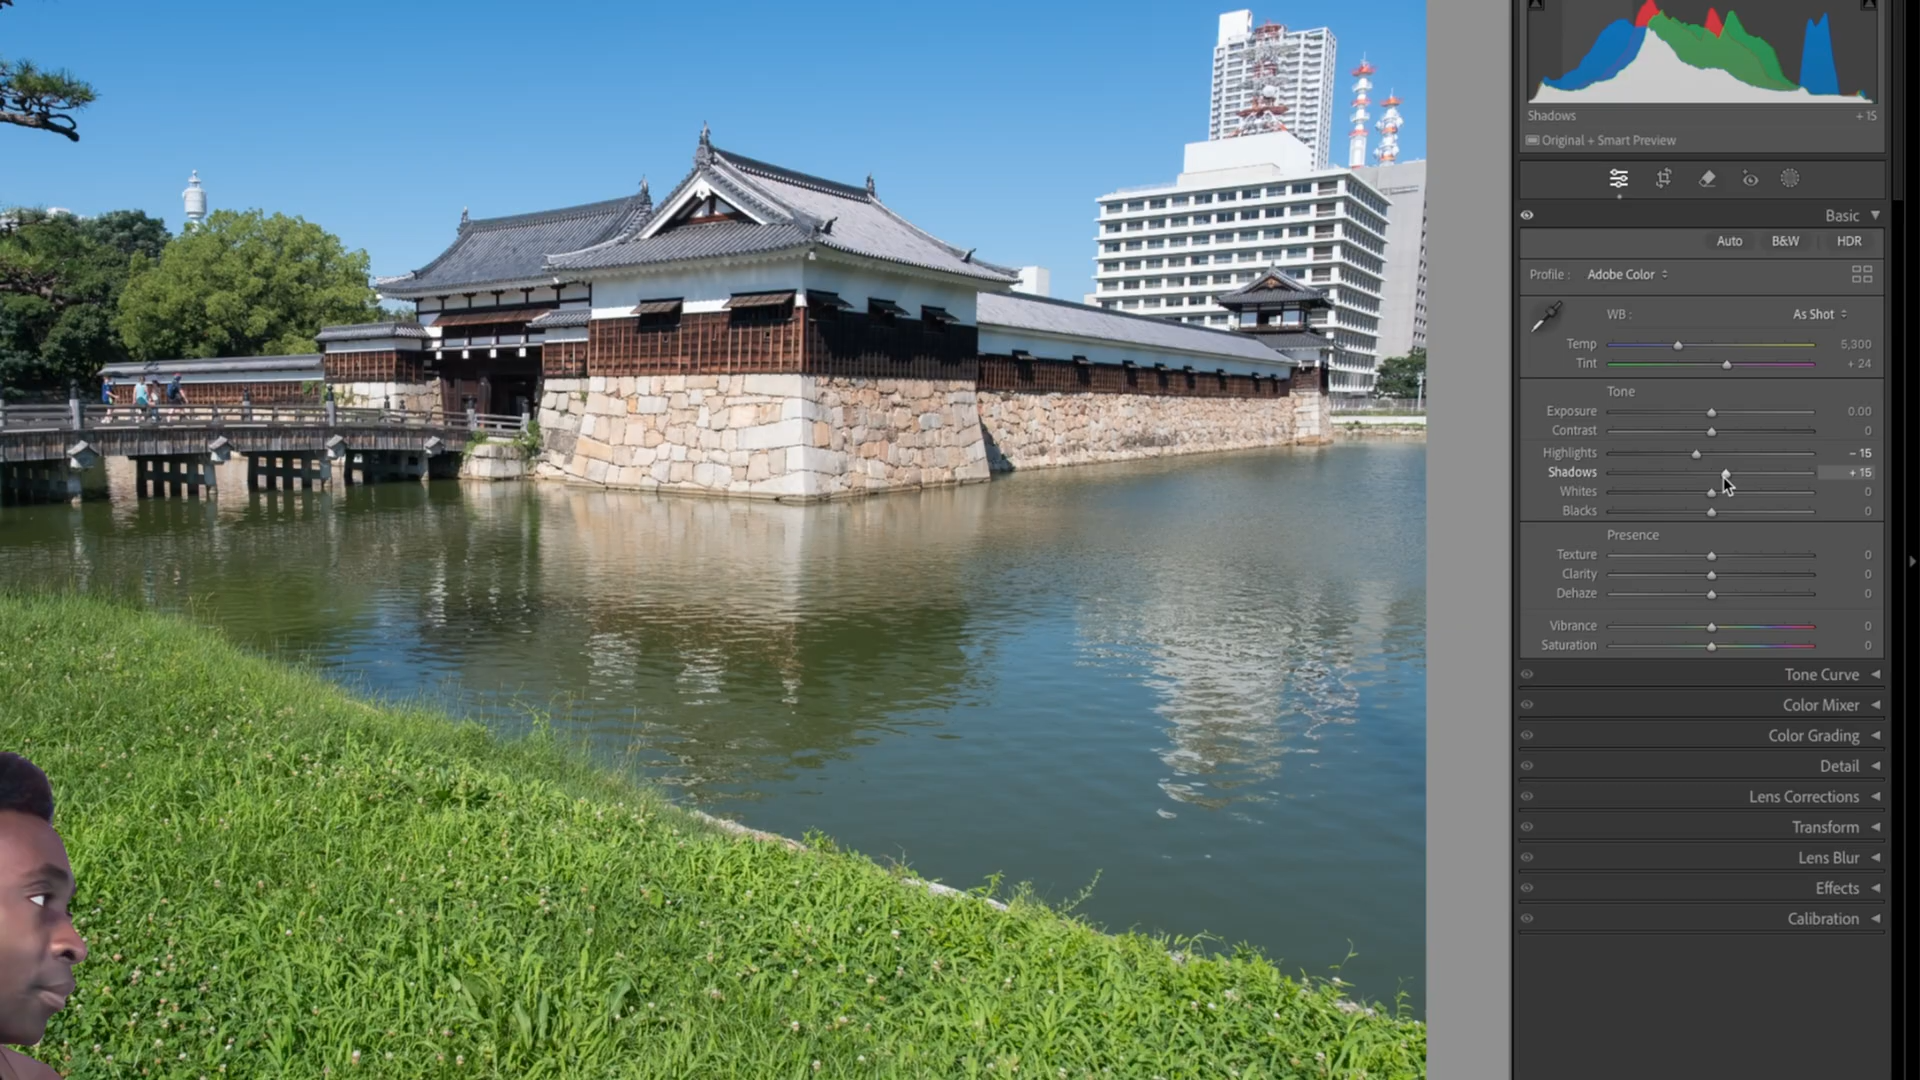 Shadows + 15
Original + Smart Preview
Basic
Auto B&W HDR
Profile : Adobe Color
WB : As Shot
Temp 5,300
Tint + 24
Tone
Exposure 0.00
Contrast 0
Highlights − 15
Shadows + 15
Whites 0
Blacks 0
Presence
Texture 0
Clarity 0
Dehaze 0
Vibrance 0
Saturation 0
Tone Curve
Color Mixer
Color Grading
Detail
Lens Corrections
Transform
Lens Blur
Effects
Calibration